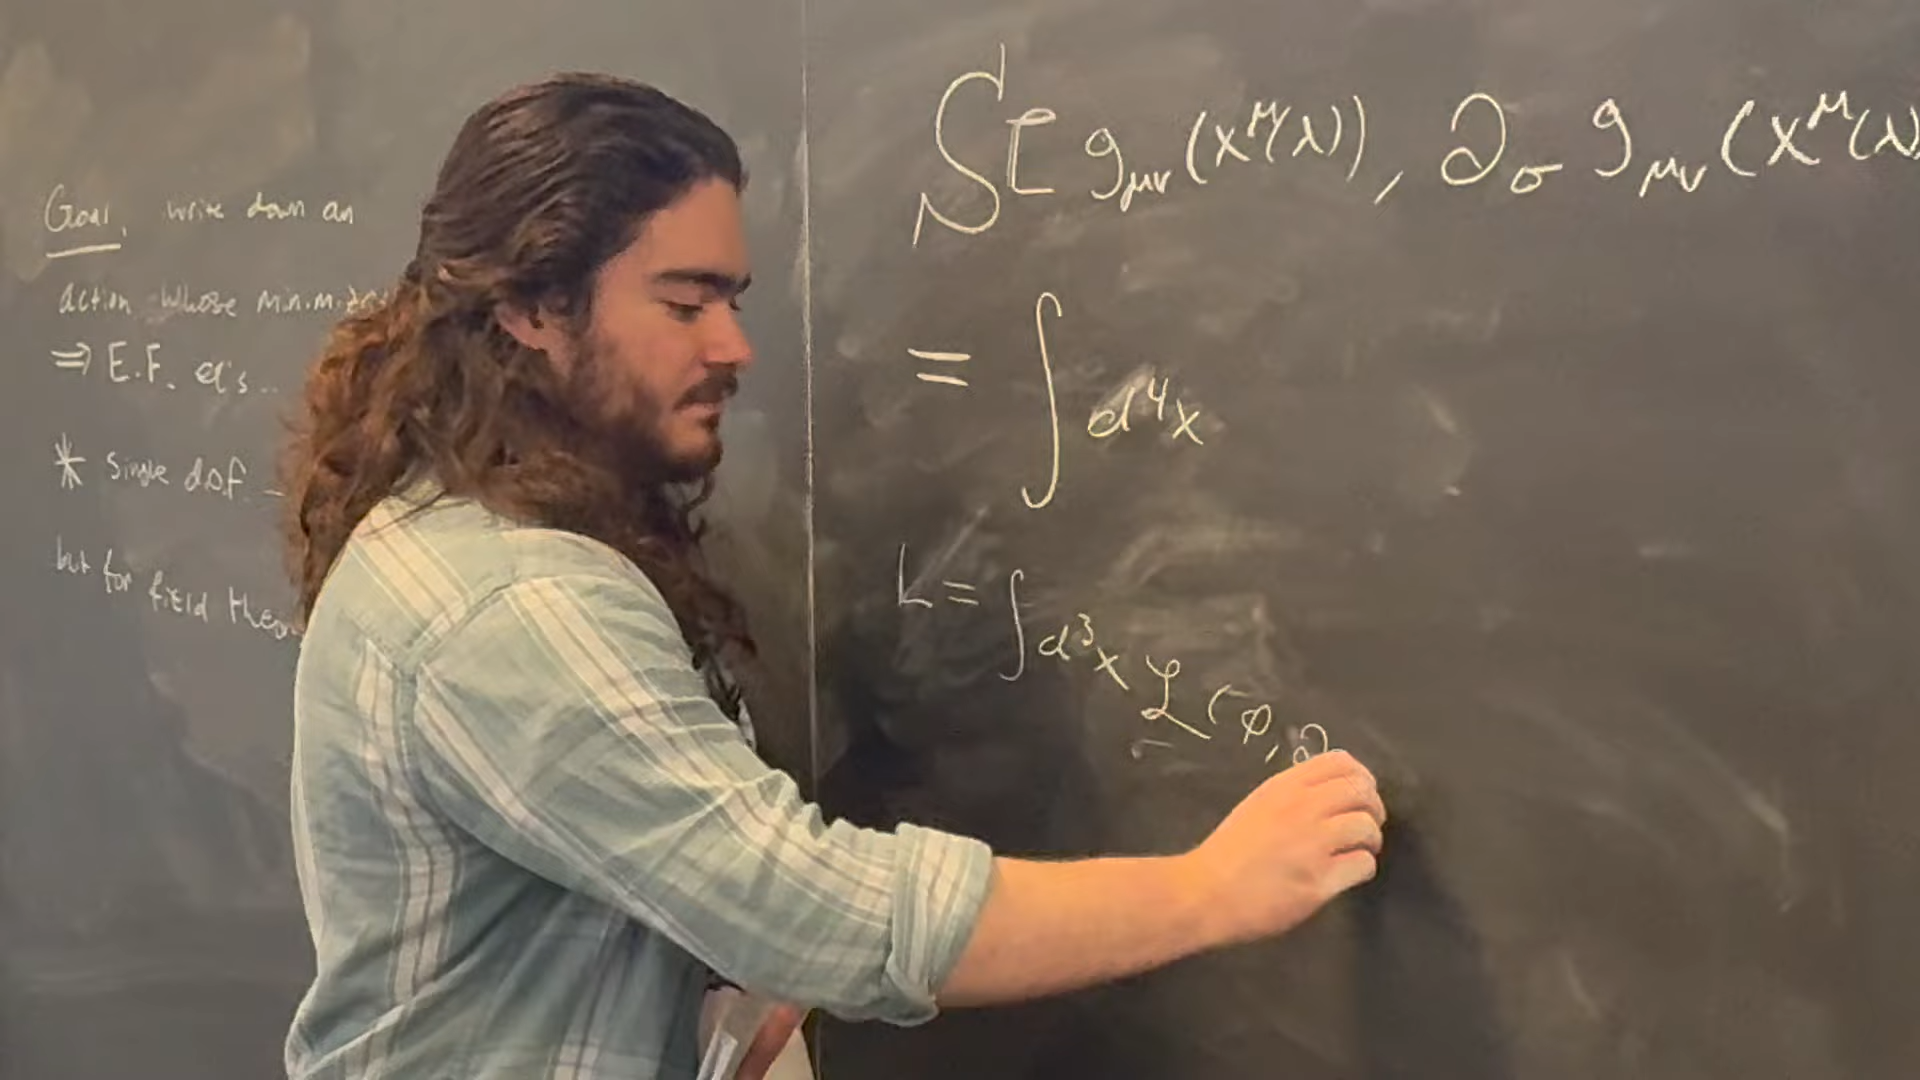 Goal, write down an
action whose minimiz
⇒ E.F. eq's..
* single d.o.f. –
but for field theo
S[ g_μν (x^μ(λ)), ∂_σ g_μν (x^μ(λ)
= ∫ d⁴x
L = ∫ d³x ℒ (φ, ∂